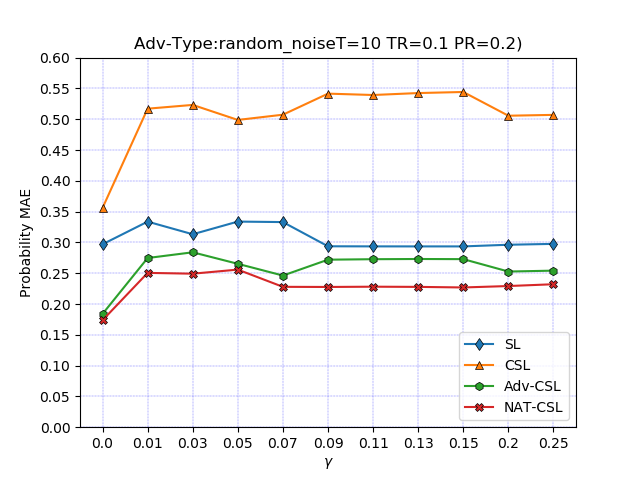 Adv-Type:random_noiseT=10 TR=0.1 PR=0.2)
0.60
0.55
0.50
0.45
0.40
0.35
0.30
0.25
0.20
0.15
0.10
0.05
0.00
Probability MAE
SL
CSL
Adv-CSL
NAT-CSL
0.0 0.01 0.03 0.05 0.07 0.09 0.11 0.13 0.15 0.2 0.25
γ